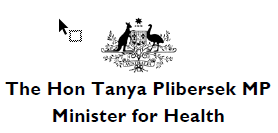 The Hon Tanya Plibersek MP
Minister for Health